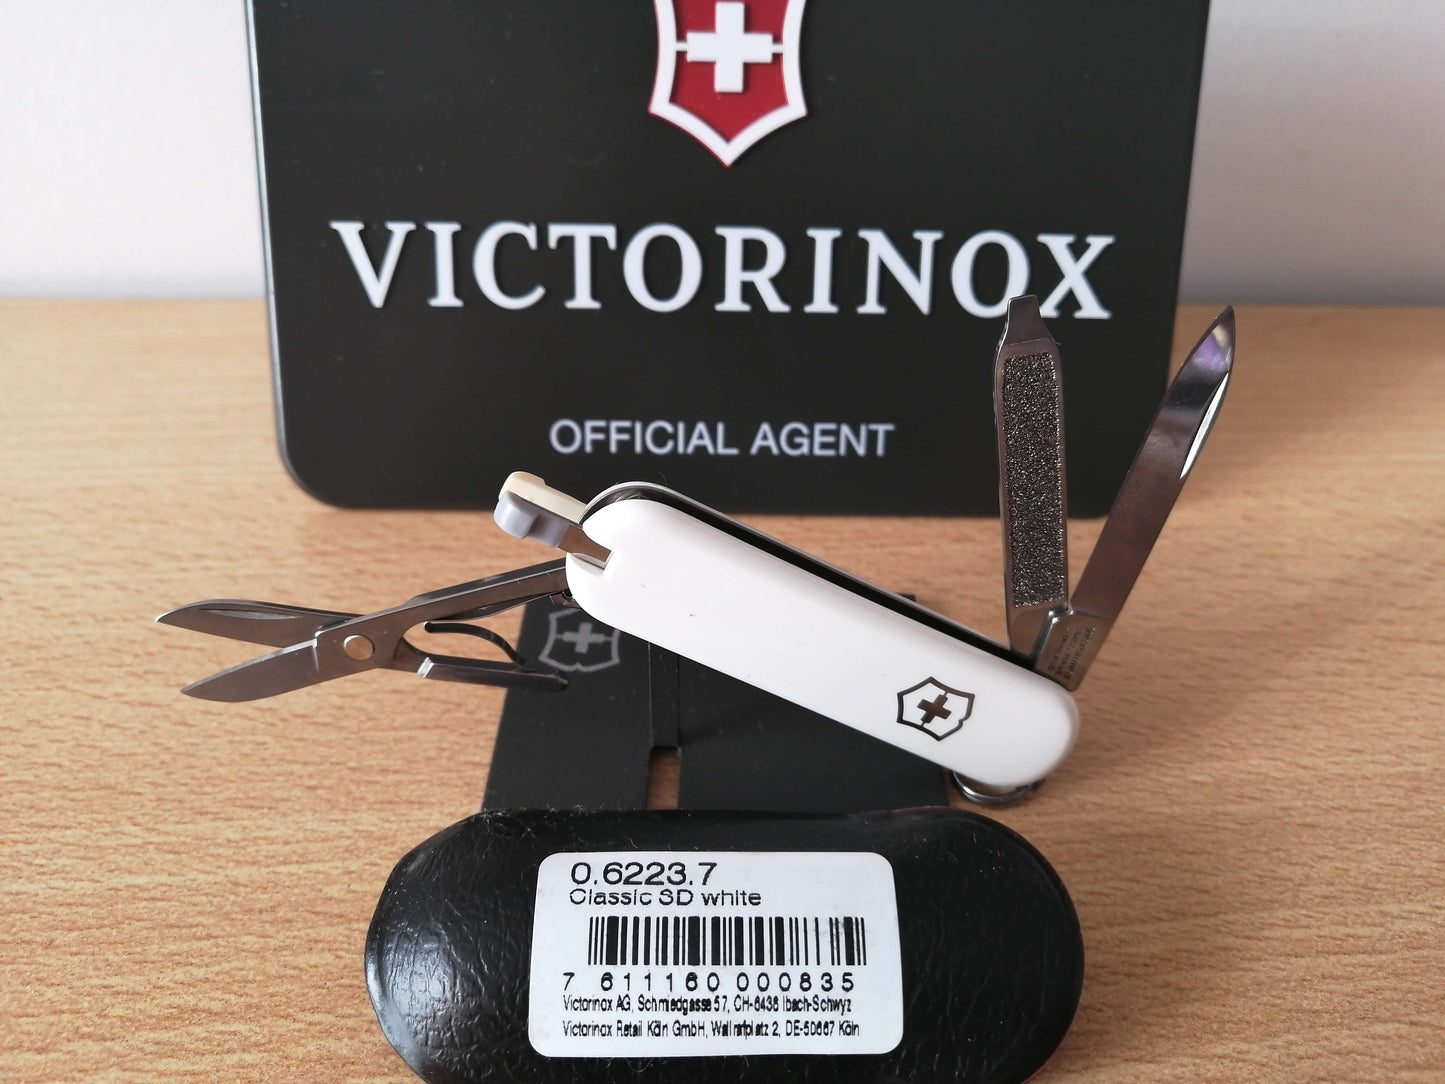 VICTORINOX
OFFICIAL AGENT
0.6223.7
Classic SD white
7 611160 000835
Victorinox AG, Schmiedgasse 57, CH-6438 Ibach-Schwyz
Victorinox Retail Köln GmbH, Wallrafplatz 2, DE-50667 Köln